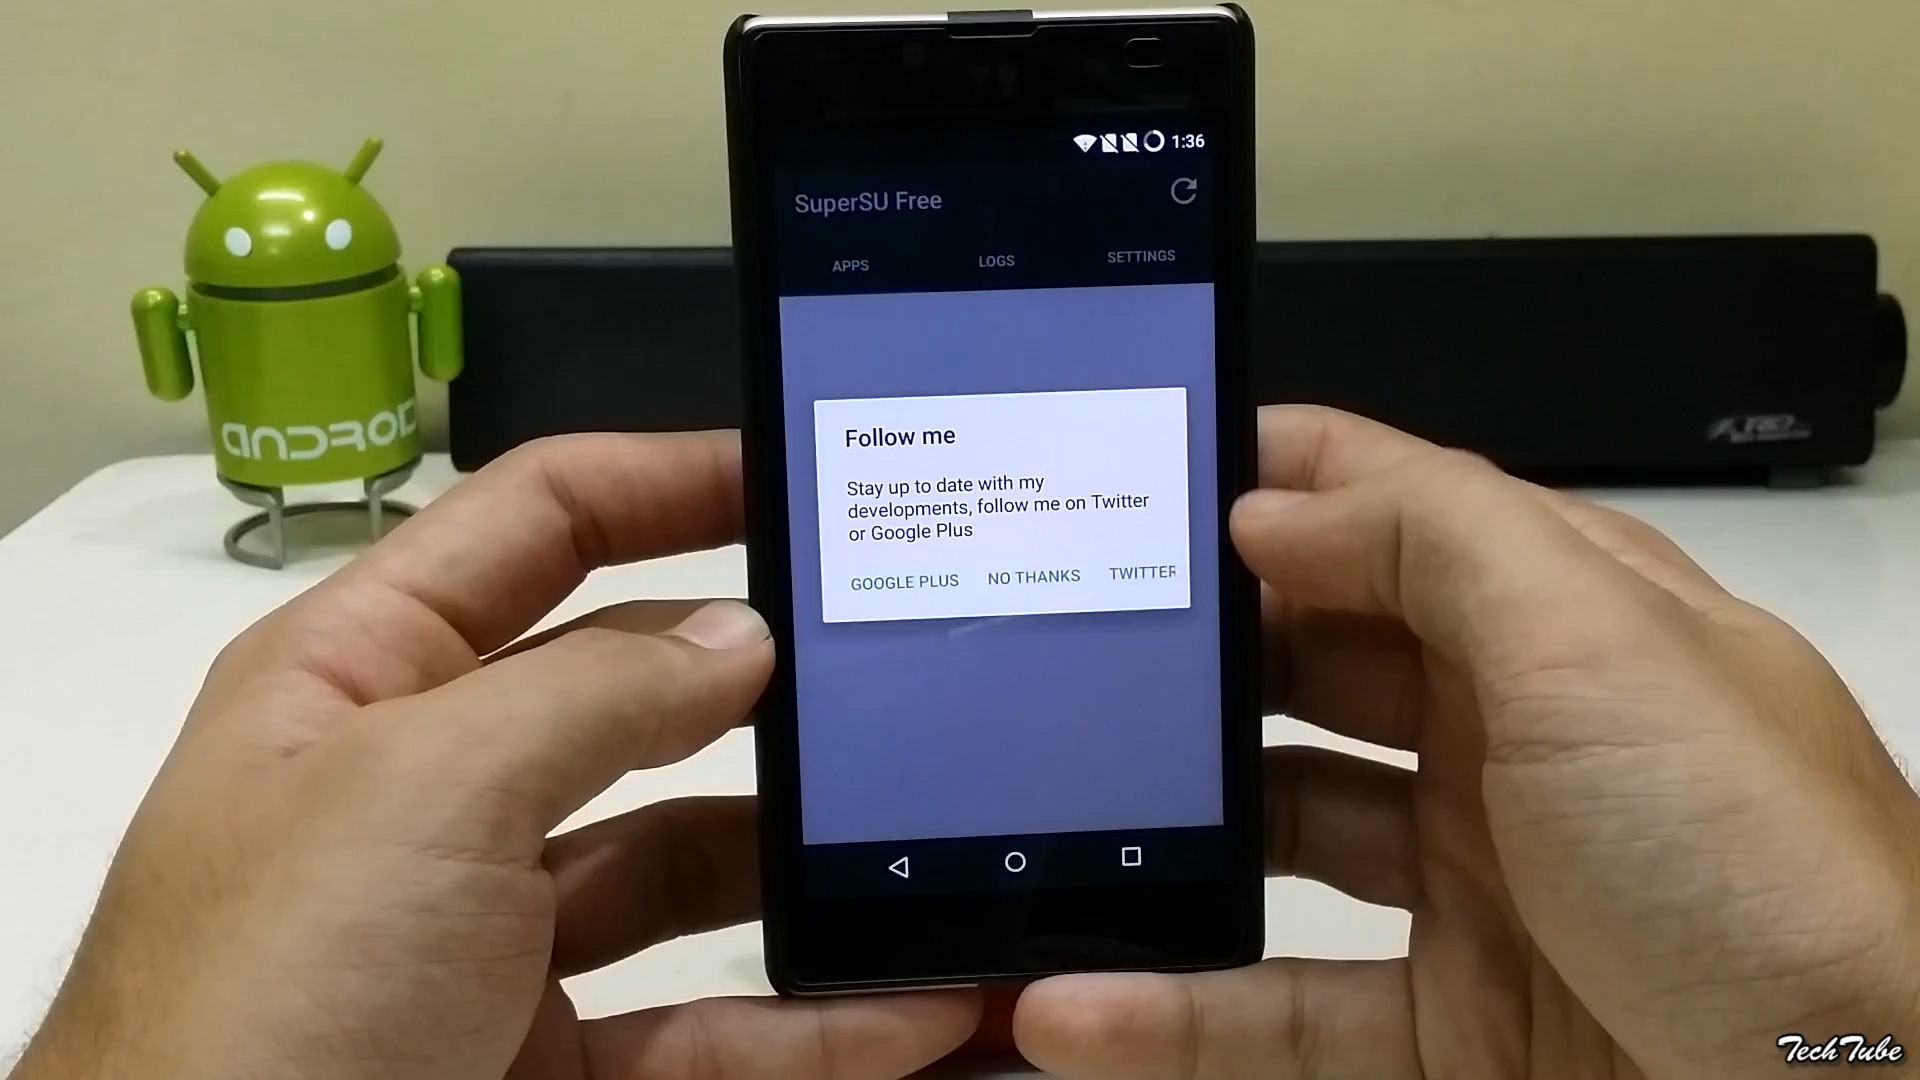 1:36
SuperSU Free
APPS LOGS SETTINGS
Follow me
Stay up to date with my
developments, follow me on Twitter
or Google Plus
GOOGLE PLUS NO THANKS TWITTER
ANDROID
TechTube